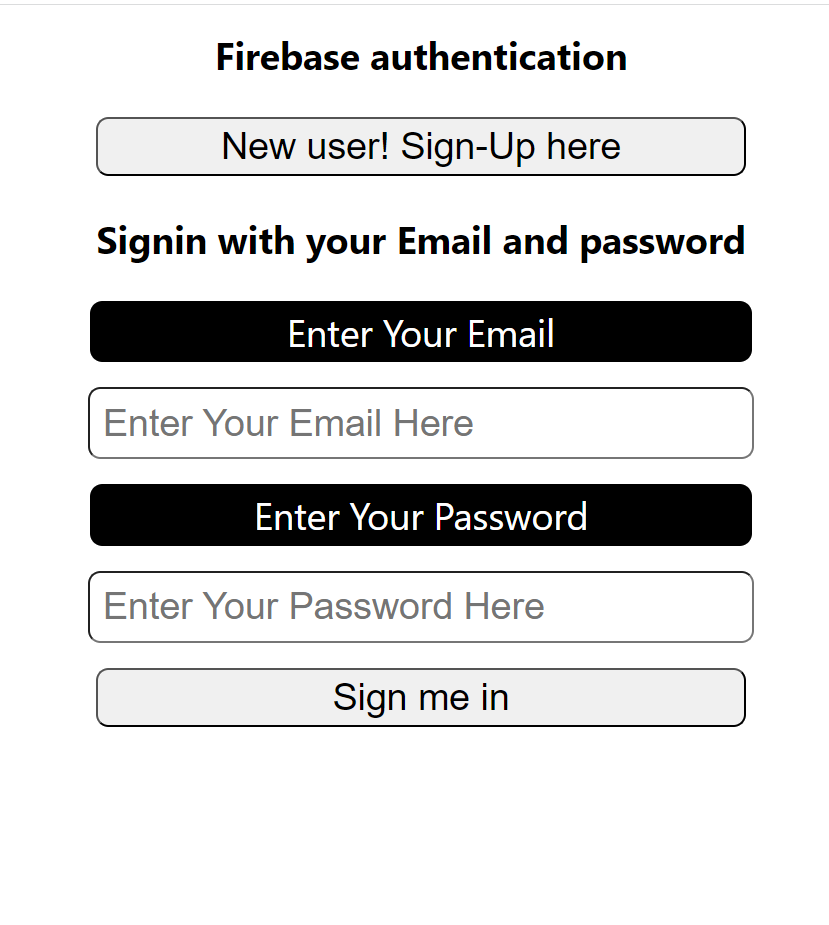 Firebase authentication
New user! Sign-Up here
Signin with your Email and password
Enter Your Email
Enter Your Email Here
Enter Your Password
Enter Your Password Here
Sign me in